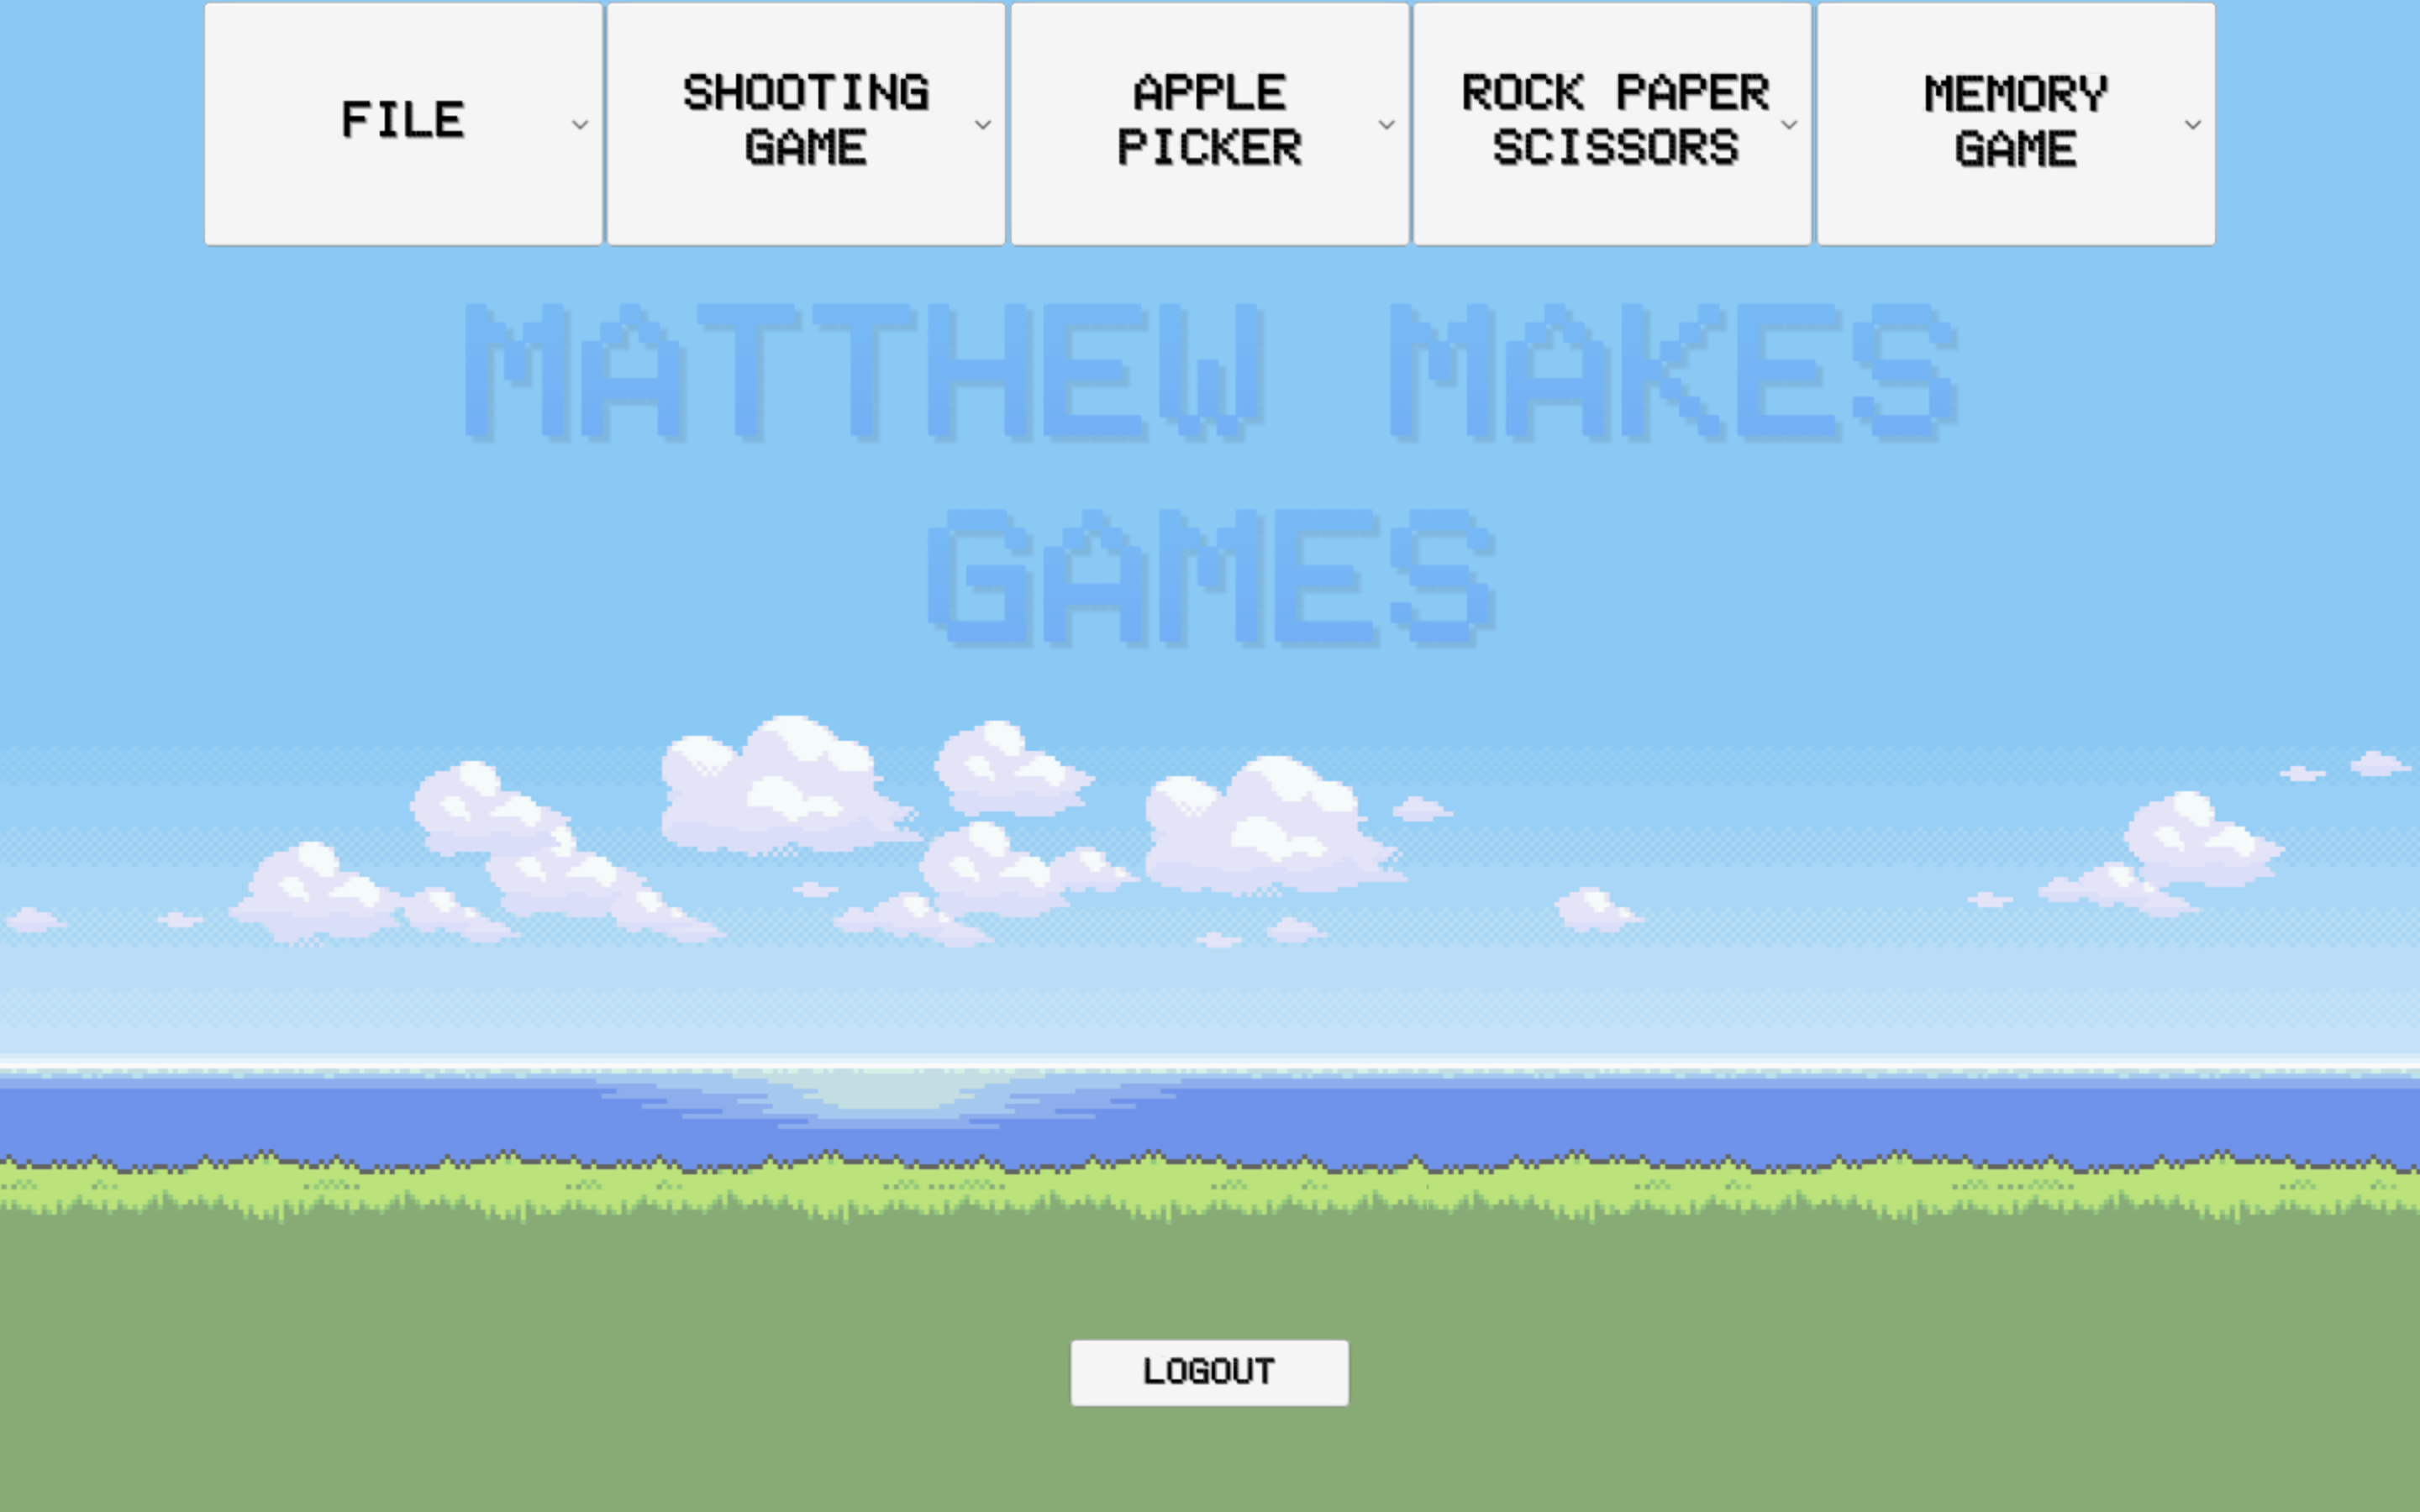 FILE
SHOOTING
GAME
APPLE
PICKER
ROCK PAPER
SCISSORS
MEMORY
GAME
MATTHEW MAKES
GAMES
LOGOUT